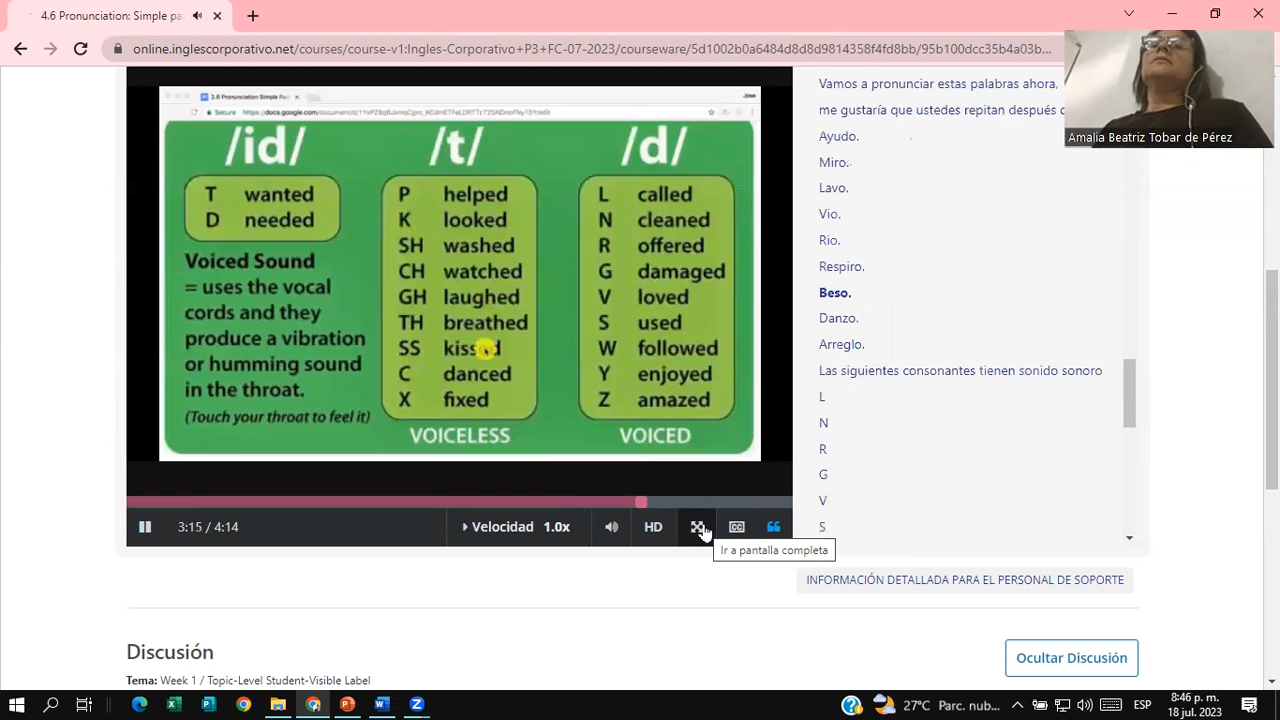 4.6 Pronunciation: Simple pa
online.inglescorporativo.net/courses/course-v1:Ingles-Corporativo+P3+FC-07-2023/courseware/5d1002b0a6484d8d8d9814358f4fd8bb/95b100dcc35b4a03b...
2.6 Pronunciation Simple Pa
Secure
/id/ /t/ /d/
T wanted
D needed
Voiced Sound
= uses the vocal
cords and they
produce a vibration
or humming sound
in the throat.
(Touch your throat to feel it)
P helped
K looked
SH washed
CH watched
GH laughed
TH breathed
SS kissed
C danced
X fixed
VOICELESS
L called
N cleaned
R offered
G damaged
V loved
S used
W followed
Y enjoyed
Z amazed
VOICED
3:15 / 4:14
Velocidad 1.0x
HD
CC
Ir a pantalla completa
Vamos a pronunciar estas palabras ahora,
me gustaría que ustedes repitan después
Ayudo.
Miro.
Lavo.
Vio.
Rio.
Respiro.
Beso.
Danzo.
Arreglo.
Las siguientes consonantes tienen sonido sonoro
L
N
R
G
V
S
Amalia Beatriz Tobar de Pérez
INFORMACIÓN DETALLADA PARA EL PERSONAL DE SOPORTE
Discusión
Tema: Week 1 / Topic-Level Student-Visible Label
Ocultar Discusión
27°C Parc. nub...
ESP
8:46 p. m.
18 jul. 2023